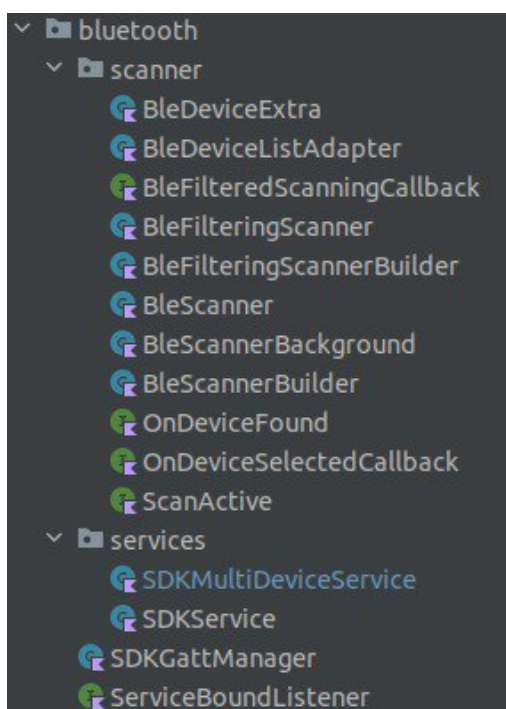 bluetooth
scanner
BleDeviceExtra
BleDeviceListAdapter
BleFilteredScanningCallback
BleFilteringScanner
BleFilteringScannerBuilder
BleScanner
BleScannerBackground
BleScannerBuilder
OnDeviceFound
OnDeviceSelectedCallback
ScanActive
services
SDKMultiDeviceService
SDKService
SDKGattManager
ServiceBoundListener